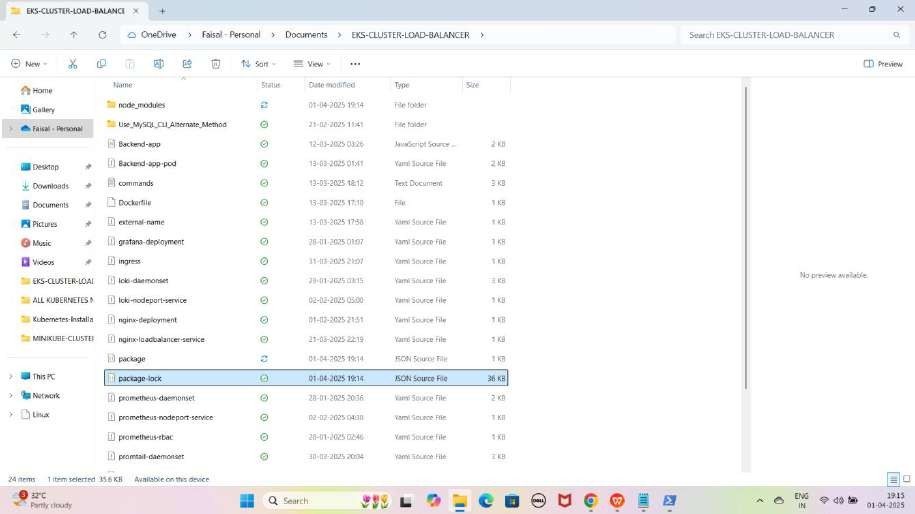 EKS-CLUSTER-LOAD-BALANCE
OneDrive > Faisal - Personal > Documents > EKS-CLUSTER-LOAD-BALANCER >
Search EKS-CLUSTER-LOAD-BALANCER
New Sort View ... Preview
Name Status Date modified Type Size
Home
Gallery
Faisal - Personal
Desktop
Downloads
Documents
Pictures
Music
Videos
EKS-CLUSTER-LOAD
ALL KUBERNETES N
Kubernetes-Installa
MINIKUBE-CLUSTER
This PC
Network
Linux
node_modules 01-04-2025 19:14 File folder
Use_MySQL_CLI_Alternate_Method 21-02-2025 11:41 File folder
Backend-app 12-03-2025 03:26 JavaScript Source ... 2 KB
Backend-app-pod 13-03-2025 01:41 Yaml Source File 2 KB
commands 13-03-2025 18:12 Text Document 3 KB
Dockerfile 13-03-2025 17:10 File 1 KB
external-name 13-03-2025 17:58 Yaml Source File 1 KB
grafana-deployment 28-01-2025 01:07 Yaml Source File 1 KB
ingress 31-03-2025 21:07 Yaml Source File 1 KB
loki-daemonset 29-01-2025 03:15 Yaml Source File 3 KB
loki-nodeport-service 02-02-2025 05:00 Yaml Source File 1 KB
nginx-deployment 01-02-2025 21:51 Yaml Source File 1 KB
nginx-loadbalancer-service 21-03-2025 22:19 Yaml Source File 1 KB
package 01-04-2025 19:14 JSON Source File 1 KB
package-lock 01-04-2025 19:14 JSON Source File 36 KB
prometheus-daemonset 28-01-2025 20:36 Yaml Source File 2 KB
prometheus-nodeport-service 02-02-2025 04:30 Yaml Source File 1 KB
prometheus-rbac 28-01-2025 02:46 Yaml Source File 1 KB
promtail-daemonset 30-03-2025 20:04 Yaml Source File 3 KB
No preview available.
24 items 1 item selected 35.6 KB Available on this device
3
32°C
Partly cloudy
Search
DELL
ENG
IN
19:15
01-04-2025